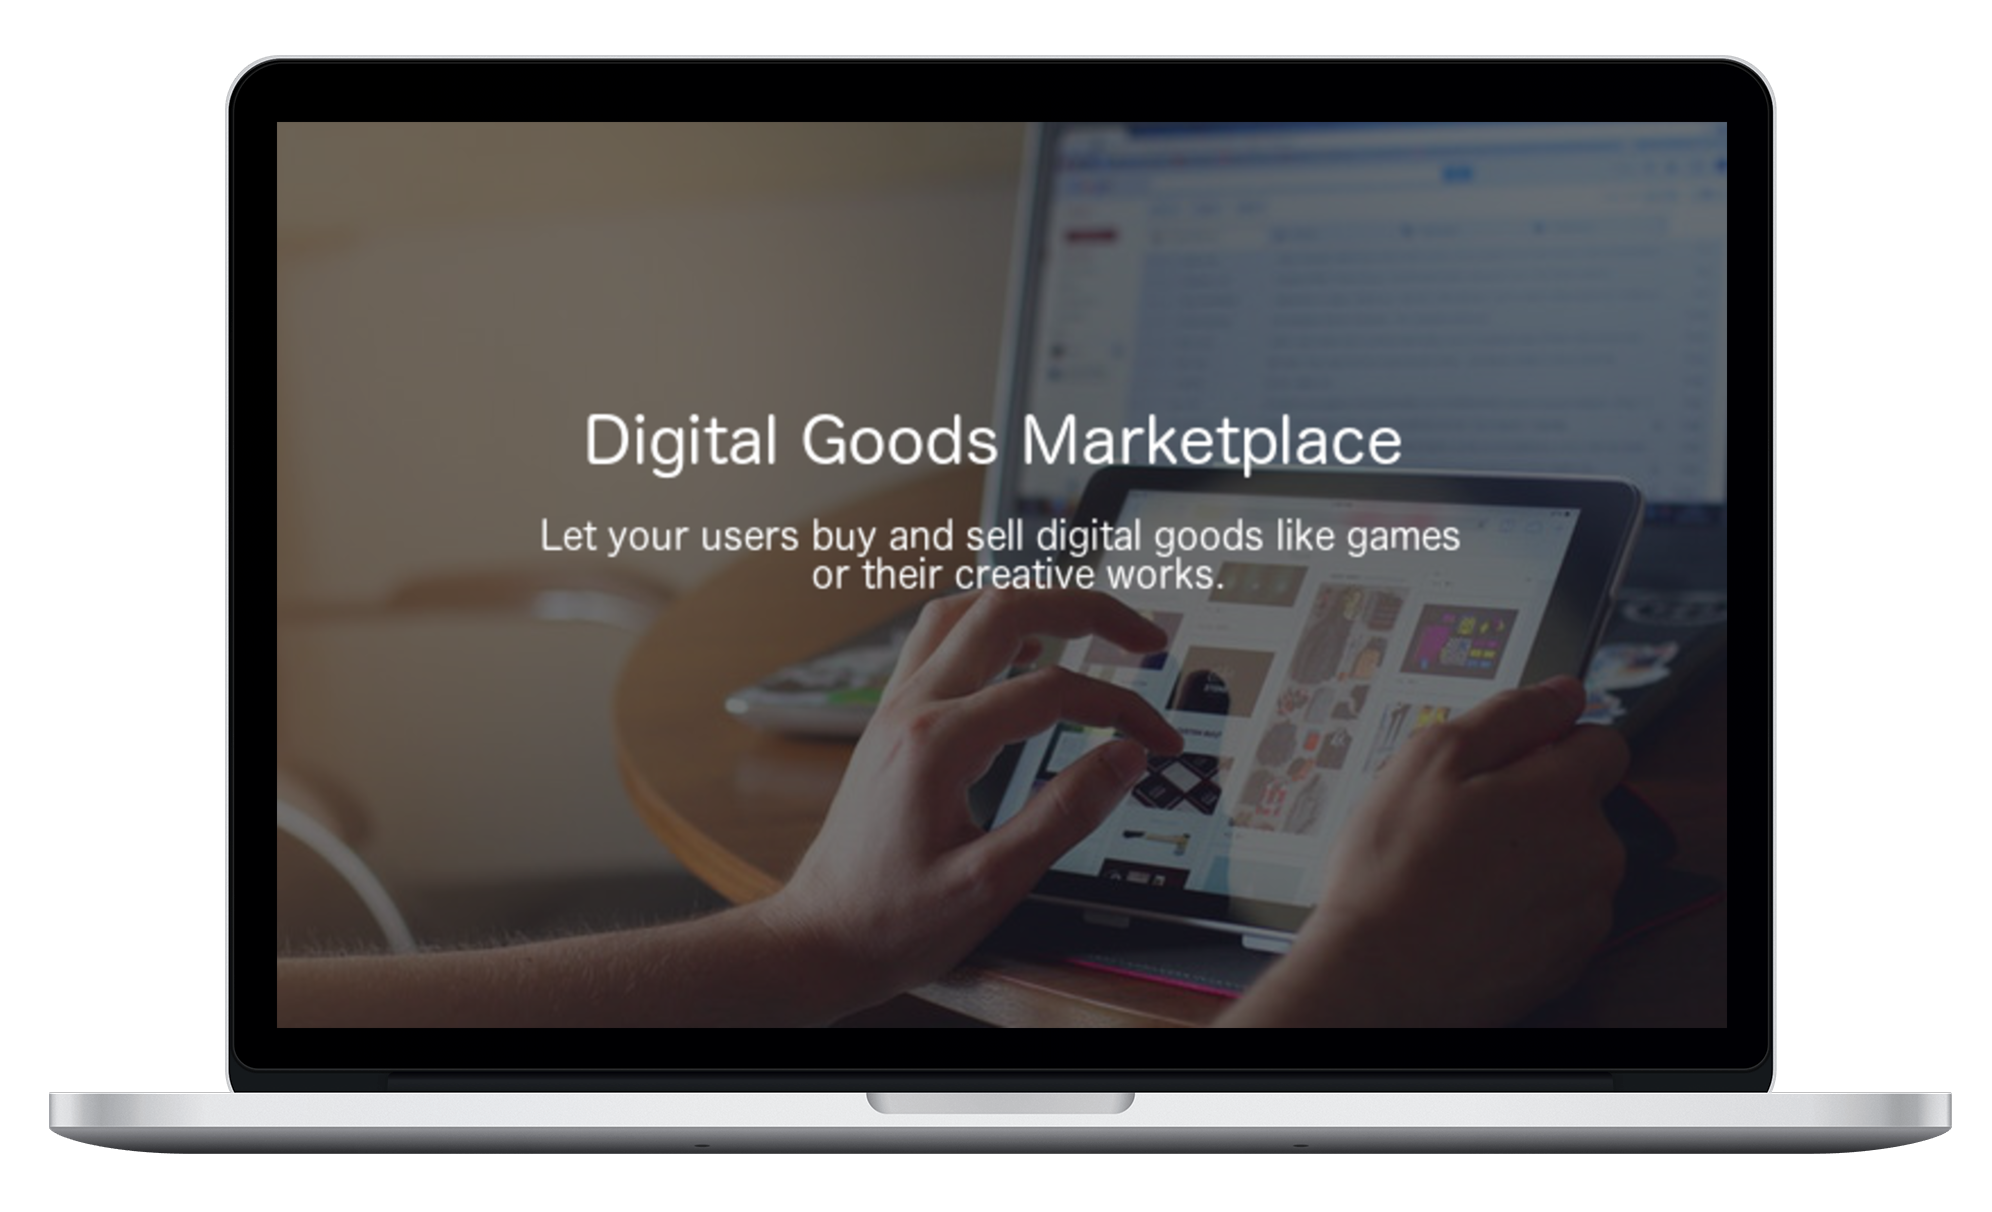 Digital Goods Marketplace
Let your users buy and sell digital goods like games
or their creative works.